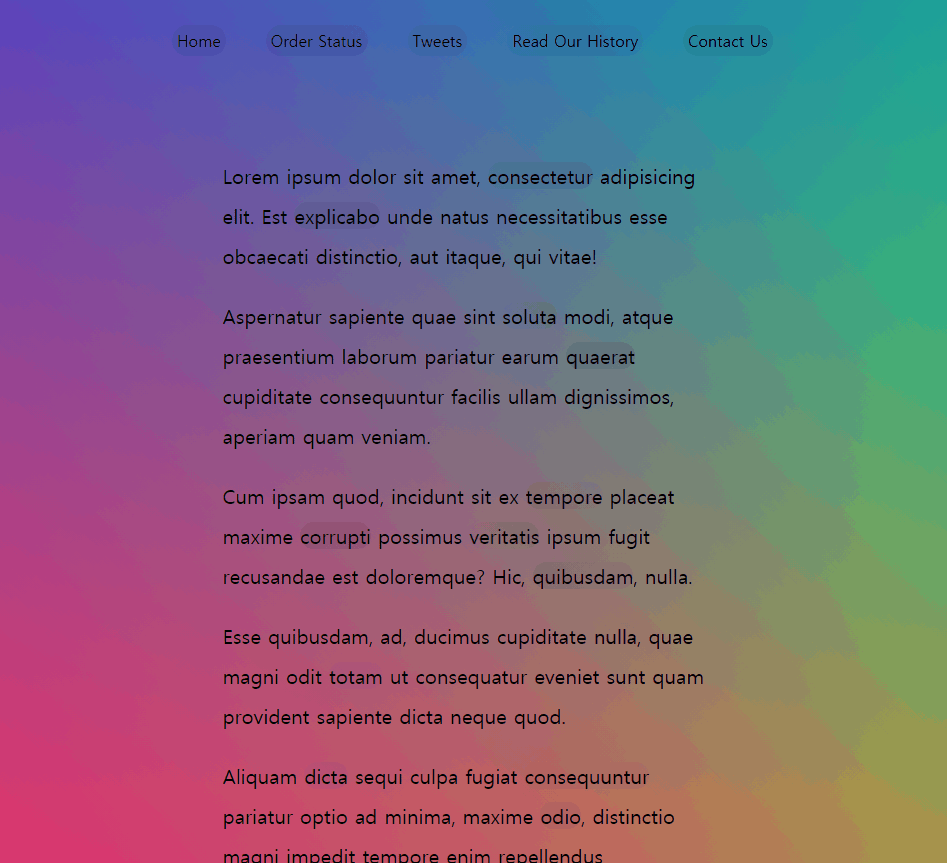 Home Order Status Tweets Read Our History Contact Us
Lorem ipsum dolor sit amet, consectetur adipisicing
elit. Est explicabo unde natus necessitatibus esse
obcaecati distinctio, aut itaque, qui vitae!
Aspernatur sapiente quae sint soluta modi, atque
praesentium laborum pariatur earum quaerat
cupiditate consequuntur facilis ullam dignissimos,
aperiam quam veniam.
Cum ipsam quod, incidunt sit ex tempore placeat
maxime corrupti possimus veritatis ipsum fugit
recusandae est doloremque? Hic, quibusdam, nulla.
Esse quibusdam, ad, ducimus cupiditate nulla, quae
magni odit totam ut consequatur eveniet sunt quam
provident sapiente dicta neque quod.
Aliquam dicta sequi culpa fugiat consequuntur
pariatur optio ad minima, maxime odio, distinctio
magni impedit tempore enim repellendus